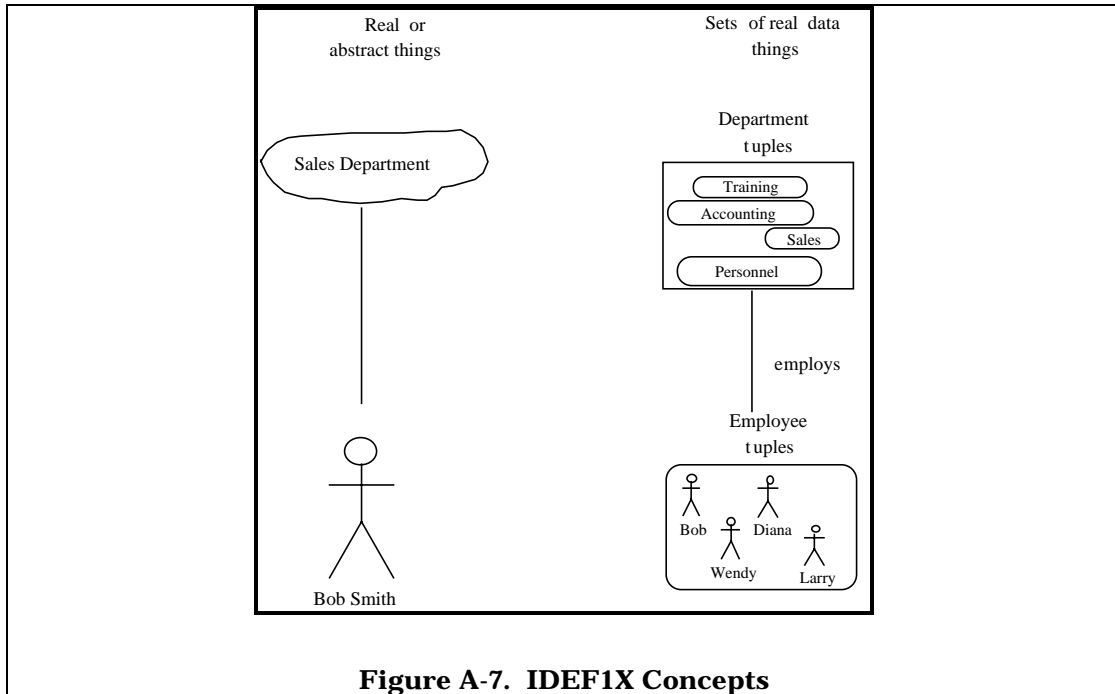 Real or
abstract things
Sets of real data
things
Sales Department
Bob Smith
Department
tuples
Training
Accounting
Sales
Personnel
employs
Employee
tuples
Bob
Diana
Wendy
Larry
Figure A-7. IDEF1X Concepts